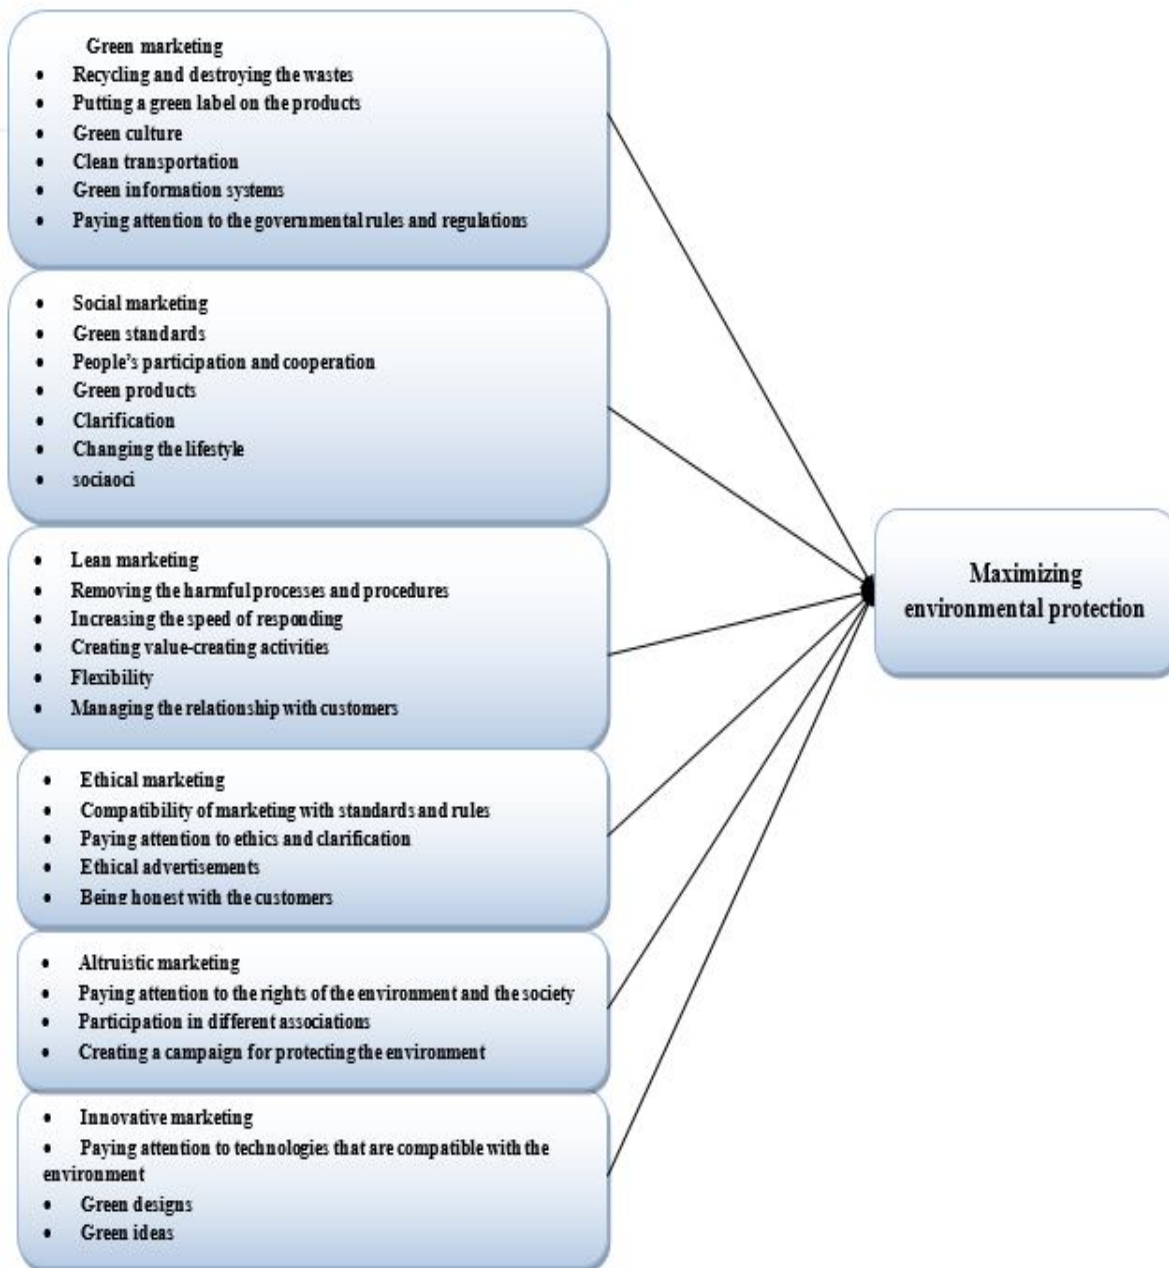 Green marketing
• Recycling and destroying the wastes
• Putting a green label on the products
• Green culture
• Clean transportation
• Green information systems
• Paying attention to the governmental rules and regulations
• Social marketing
• Green standards
• People's participation and cooperation
• Green products
• Clarification
• Changing the lifestyle
• sociaoci
• Lean marketing
• Removing the harmful processes and procedures
• Increasing the speed of responding
• Creating value-creating activities
• Flexibility
• Managing the relationship with customers
• Ethical marketing
• Compatibility of marketing with standards and rules
• Paying attention to ethics and clarification
• Ethical advertisements
• Being honest with the customers
• Altruistic marketing
• Paying attention to the rights of the environment and the society
• Participation in different associations
• Creating a campaign for protecting the environment
• Innovative marketing
• Paying attention to technologies that are compatible with the
environment
• Green designs
• Green ideas
Maximizing
environmental protection